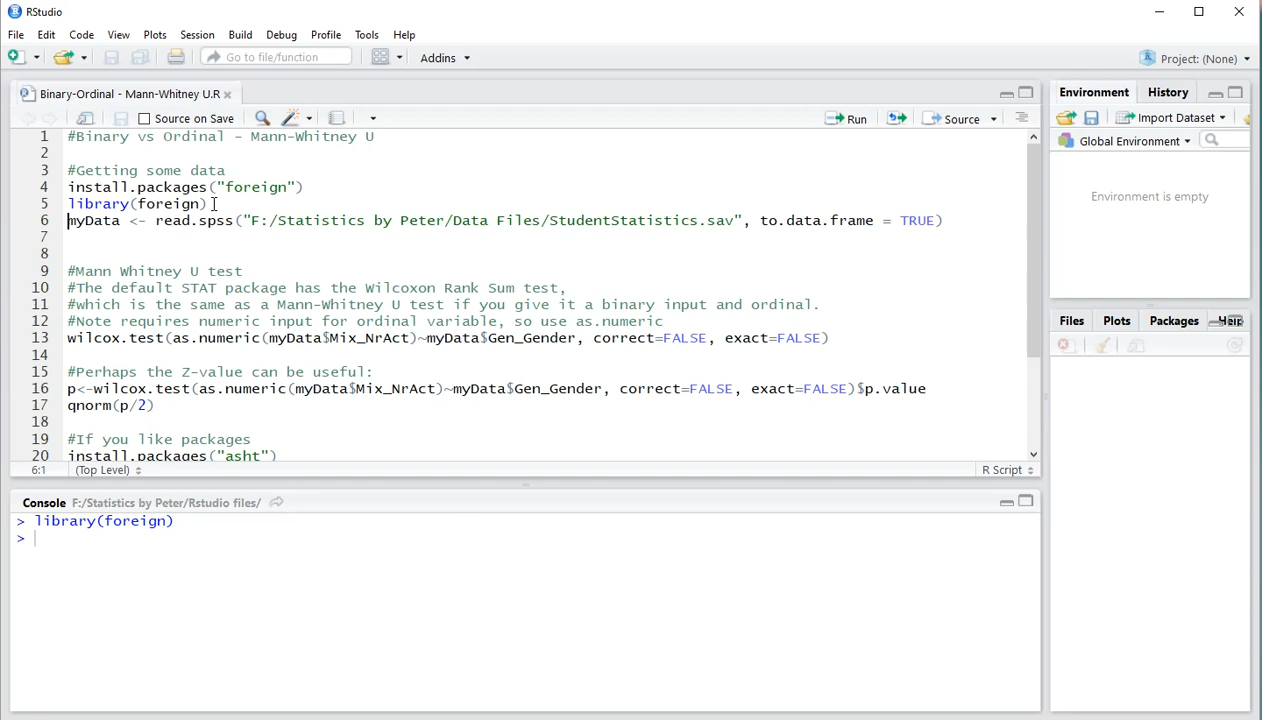 RStudio
File Edit Code View Plots Session Build Debug Profile Tools Help
Go to file/function Addins Project: (None)
Binary-Ordinal - Mann-Whitney U.R
Source on Save Run Source
1 #Binary vs Ordinal - Mann-Whitney U
2
3 #Getting some data
4 install.packages("foreign")
5 library(foreign)
6 myData <- read.spss("F:/Statistics by Peter/Data Files/StudentStatistics.sav", to.data.frame = TRUE)
7
8
9 #Mann Whitney U test
10 #The default STAT package has the Wilcoxon Rank Sum test,
11 #which is the same as a Mann-Whitney U test if you give it a binary input and ordinal.
12 #Note requires numeric input for ordinal variable, so use as.numeric
13 wilcox.test(as.numeric(myData$Mix_NrAct)~myData$Gen_Gender, correct=FALSE, exact=FALSE)
14
15 #Perhaps the Z-value can be useful:
16 p<-wilcox.test(as.numeric(myData$Mix_NrAct)~myData$Gen_Gender, correct=FALSE, exact=FALSE)$p.value
17 qnorm(p/2)
18
19 #If you like packages
20 install.packages("asht")
6:1 (Top Level) R Script
Console F:/Statistics by Peter/Rstudio files/
> library(foreign)
>
Environment History
Import Dataset
Global Environment
Environment is empty
Files Plots Packages Help